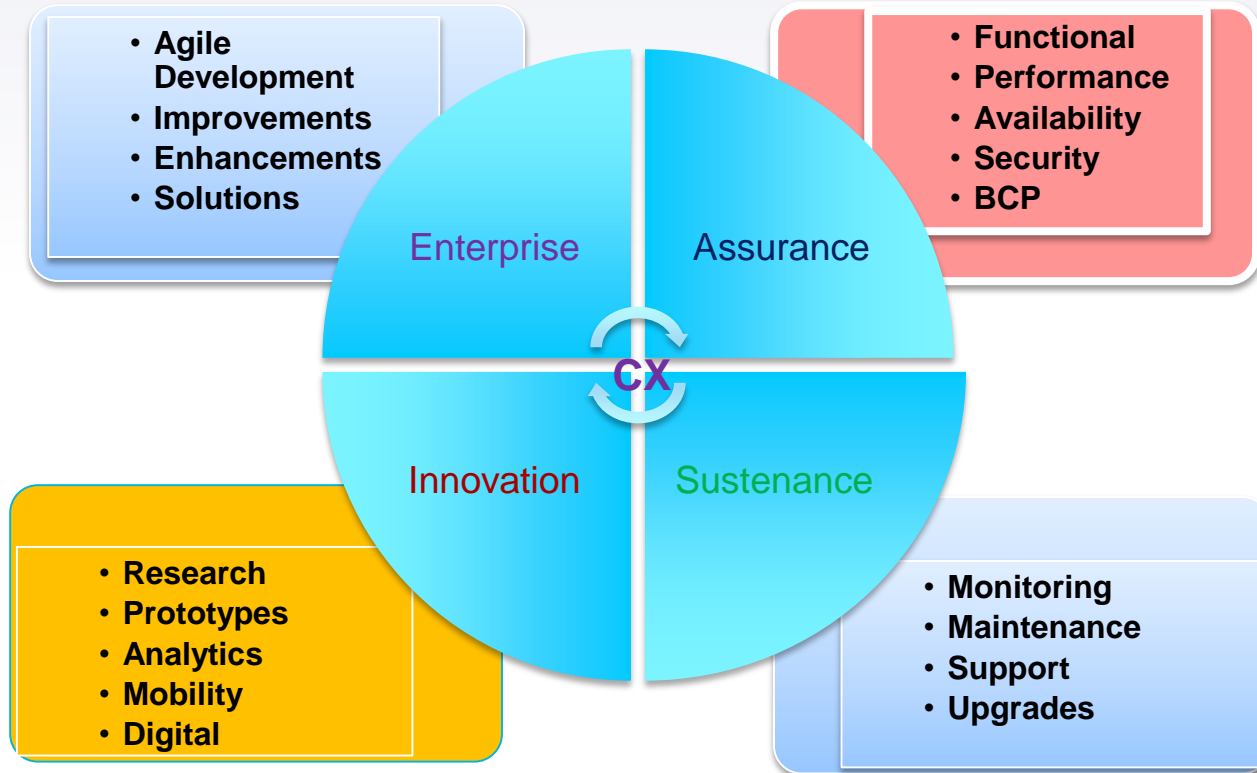 • Agile
Development
• Improvements
• Enhancements
• Solutions
• Functional
• Performance
• Availability
• Security
• BCP
Enterprise
Assurance
CX
Innovation
Sustenance
• Research
• Prototypes
• Analytics
• Mobility
• Digital
• Monitoring
• Maintenance
• Support
• Upgrades